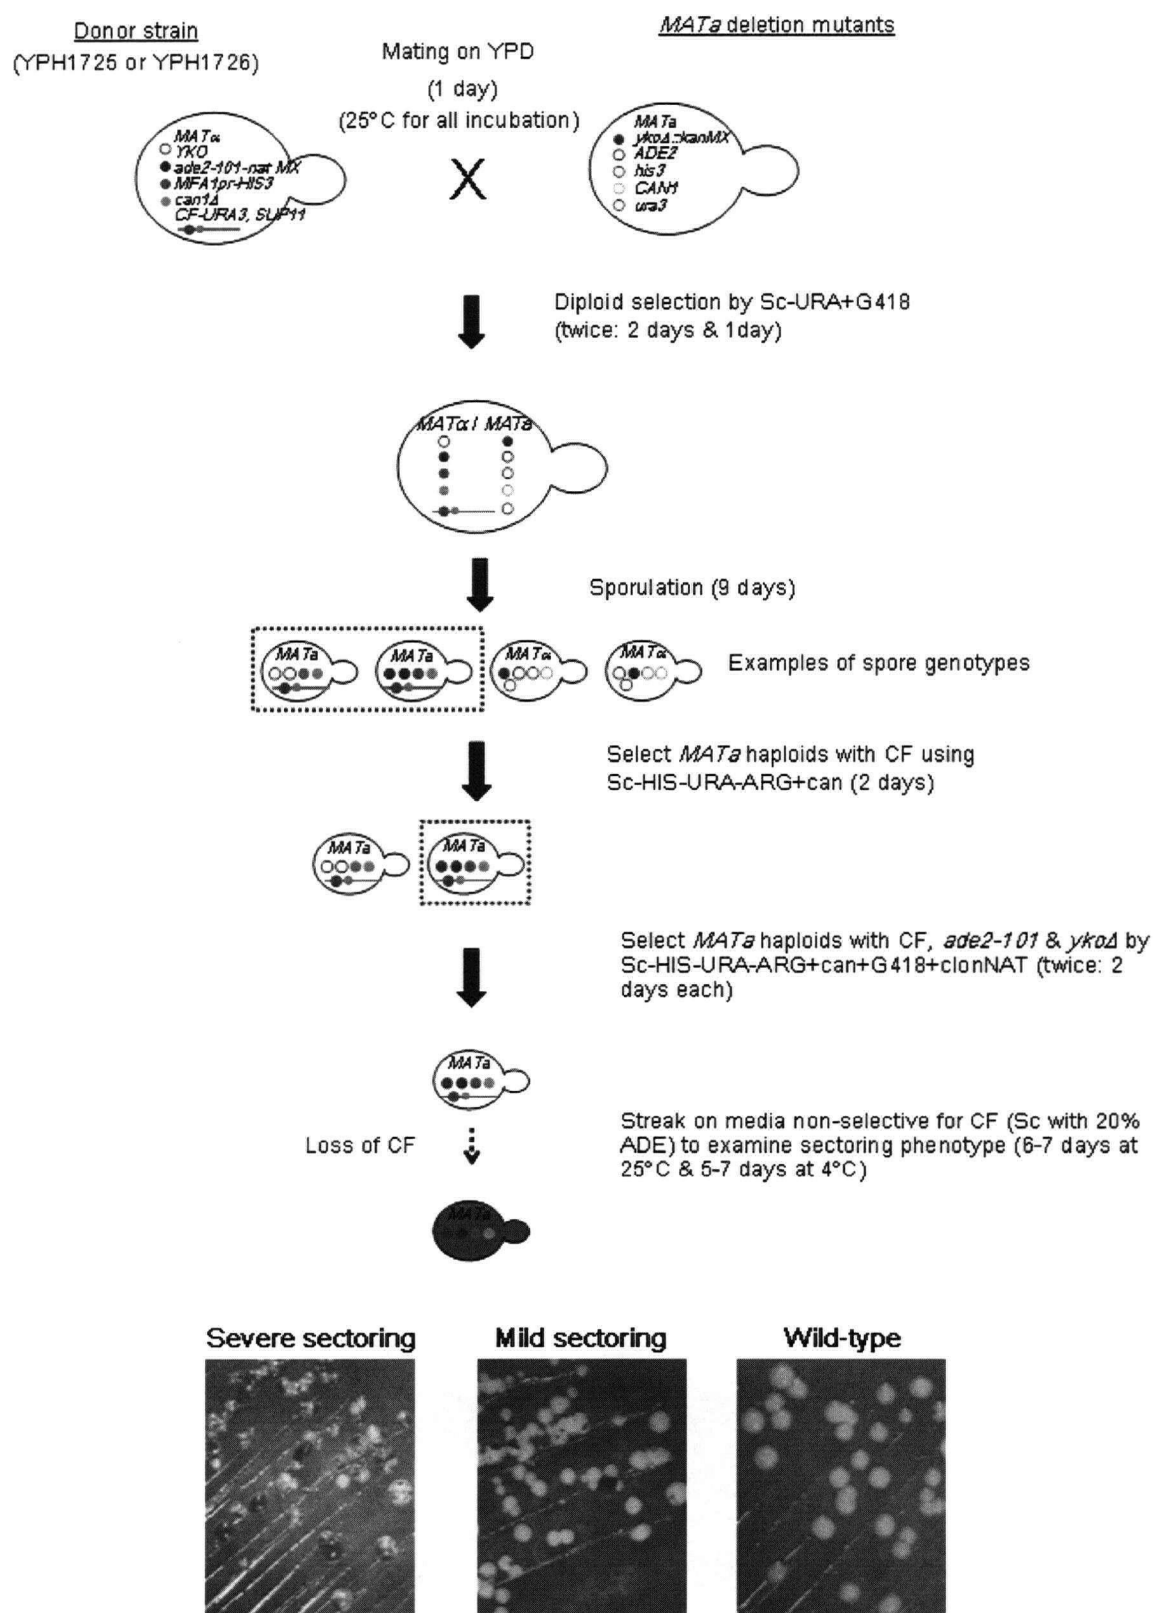 Donor strain
(YPH1725 or YPH1726)
Mating on YPD
(1 day)
(25°C for all incubation)
MATa deletion mutants
MATα
YKO
ade2-101-nat MX
MFA1pr-HIS3
can1Δ
CF-URA3, SUP11
X
MATa
ykoΔ::kanMX
ADE2
his3
CAN1
ura3
Diploid selection by Sc-URA+G418
(twice: 2 days & 1day)
MATα / MATa
Sporulation (9 days)
MATa
MATa
MATα
MATα
Examples of spore genotypes
Select MATa haploids with CF using
Sc-HIS-URA-ARG+can (2 days)
MATa
MATa
Select MATa haploids with CF, ade2-101 & ykoΔ by
Sc-HIS-URA-ARG+can+G418+clonNAT (twice: 2
days each)
MATa
Loss of CF
Streak on media non-selective for CF (Sc with 20%
ADE) to examine sectoring phenotype (6-7 days at
25°C & 5-7 days at 4°C)
MATa
Severe sectoring
Mild sectoring
Wild-type